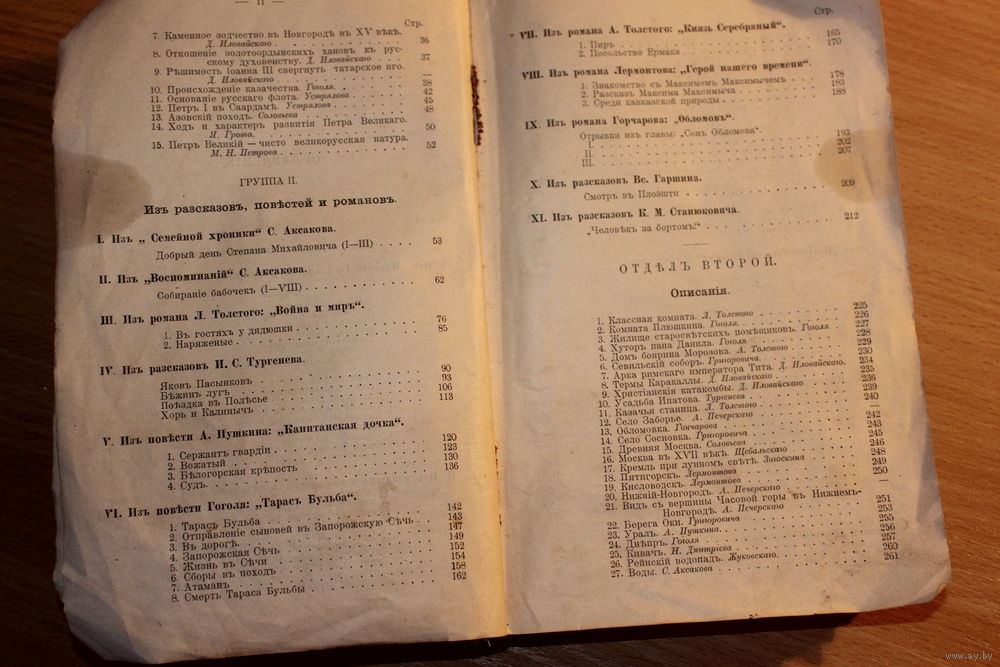 — II —
Стр.
7. Каменное зодчество въ Новгородъ въ XV вѣкѣ.
Д. Иловайскаго . . . 36
8. Отношеніе золотоордынскихъ хановъ къ рус-
скому духовенству. Д. Иловайскаго . . . 37
9. Рѣшимость Іоанна III свергнуть татарское иго.
Д. Иловайскаго . . . —
10. Происхожденіе казачества. Гоголя . . . 38
11. Основаніе русскаго флота. Устрялова . . . 42
12. Петръ I въ Саардамѣ. Устрялова . . . 45
13. Азовскій походъ. Соловьева . . . 48
14. Ходъ и характеръ развитія Петра Великаго.
Я. Грота. . . . 50
15. Петръ Великій — чисто великорусская натура.
М. Н. Петрова . . . 52
ГРУППА II.
Изъ разсказовъ, повѣстей и романовъ.
I. Изъ „Семейной хроники“ С. Аксакова.
Добрый день Степана Михайловича (I—III) . . . 53
II. Изъ „Воспоминаній“ С. Аксакова.
Собираніе бабочекъ (I—VIII) . . . 62
III. Изъ романа Л. Толстого: „Война и миръ“.
1. Въ гостяхъ у дядюшки . . . 76
2. Наряженые . . . 85
IV. Изъ разсказовъ И. С. Тургенева.
Яковъ Пасынковъ . . . 90
Бѣжинъ лугъ . . . 93
Поѣздка въ Полѣсье . . . 106
Хорь и Калинычъ . . . 113
V. Изъ повѣсти А. Пушкина: „Капитанская дочка“.
1. Сержантъ гвардіи . . . 120
2. Вожатый . . . 123
3. Бѣлогорская крѣпость . . . 130
4. Судъ . . . 136
VI. Изъ повѣсти Гоголя: „Тарасъ Бульба“.
1. Тарасъ Бульба . . . 142
2. Отправленіе сыновей въ Запорожскую Сѣчь . . . 143
3. Въ дорогѣ . . . 147
4. Запорожская Сѣчь . . . 149
5. Жизнь въ Сѣчи . . . 152
6. Сборы въ походъ . . . 154
7. Атаманъ . . . 158
8. Смерть Тараса Бульбы . . . 162
Стр.
VII. Изъ романа А. Толстого: „Князь Серебряный“.
1. Пиръ . . . 165
2. Посольство Ермака . . . 170
VIII. Изъ романа Лермонтова: „Герой нашего времени“.
1. Знакомство съ Максимомъ Максимычемъ . . . 178
2. Разсказъ Максима Максимыча . . . 183
3. Среди кавказской природы . . . 188
IX. Изъ романа Гончарова: „Обломовъ“.
Отрывки изъ главы: „Сонъ Обломова“.
I. . . . 193
II. . . . 202
III. . . . 207
X. Изъ разсказовъ Вс. Гаршина.
Смотръ въ Плоэшти . . . 209
XI. Изъ разсказовъ К. М. Станюковича.
„Человѣкъ за бортомъ!“ . . . 212
ОТДѢЛЪ ВТОРОЙ.
Описанія.
1. Классная комната. Л. Толстого . . . 225
2. Комната Плюшкина. Гоголя . . . 226
3. Жилище старосвѣтскихъ помѣщиковъ. Гоголя . 227
4. Хуторъ пана Данила. Гоголя . . . 228
5. Домъ боярина Морозова. А. Толстого . . . 229
6. Севильскій соборъ. Григоровича . . . 230
7. Арка римскаго императора Тита. Д. Иловайскаго. 234
8. Термы Каракаллы. Д. Иловайскаго . . . 235
9. Христіанскія катакомбы. Д. Иловайскаго . . . 236
10. Усадьба Ипатова. Тургенева . . . 239
11. Казачья станица. Л. Толстого . . . 240
12. Село Заборье. А. Печерскаго . . .
13. Обломовка. Гончарова . . . 242
14. Село Сосновка. Григоровича . . . 243
15. Древняя Москва. Соловьева . . . 245
16. Москва въ XVII вѣкѣ. Щебальскаго . . . 246
17. Кремль при лунномъ свѣтѣ. Загоскина . . . 248
18. Пятигорскъ. Лермонтова . . . 249
19. Кисловодскъ. Лермонтова . . . 250
20. Нижній-Новгородъ. А. Печерскаго . . . —
21. Видъ съ вершины Часовой горы въ Нижнемъ-
Новгородѣ. А. Печерскаго . . . 251
22. Берега Оки. Григоровича . . . 253
23. Уралъ. А. Пушкина . . . 255
24. Днѣпръ. Гоголя . . . 256
25. Кивачъ. Н. Дмитріева . . . 257
26. Рейнскій водопадъ. Жуковскаго . . . 260
27. Воды. С. Аксакова . . . 261
www.ay.by